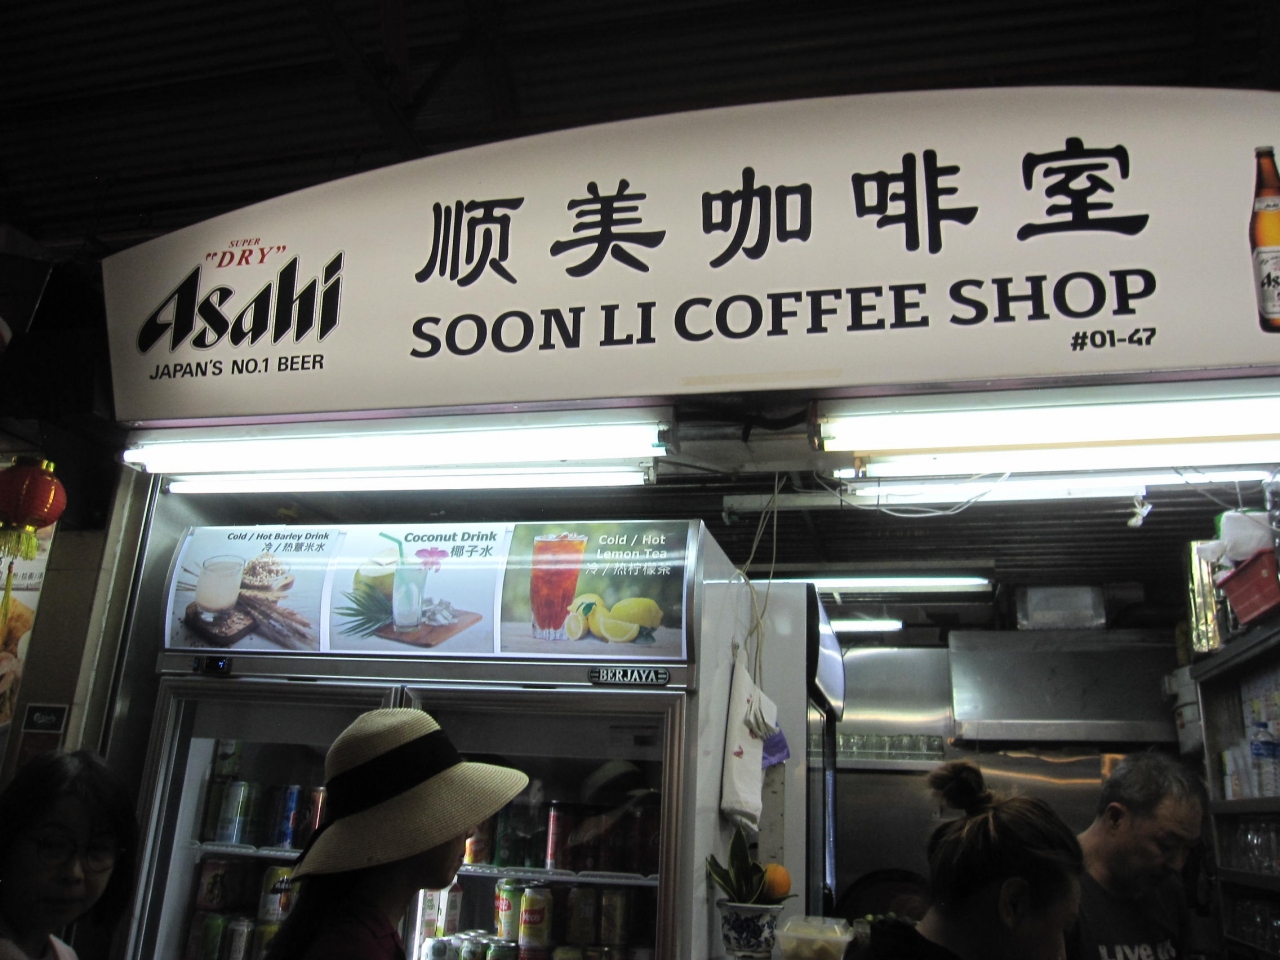 SUPER
"DRY"
Asahi
JAPAN'S NO.1 BEER
顺美咖啡室
SOON LI COFFEE SHOP
#01-47
Cold / Hot Barley Drink
冷 / 热薏米水
Coconut Drink
椰子水
Cold / Hot
Lemon Tea
冷 / 热柠檬茶
BERJAYA
LIVE